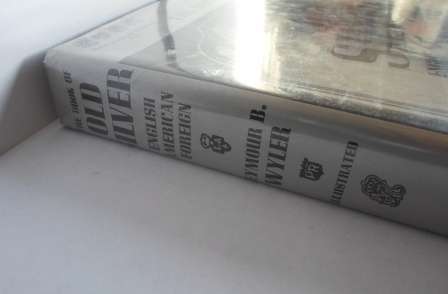 THE BOOK OF
OLD
SILVER
ENGLISH
AMERICAN
FOREIGN
SEYMOUR B.
WYLER
ILLUSTRATED